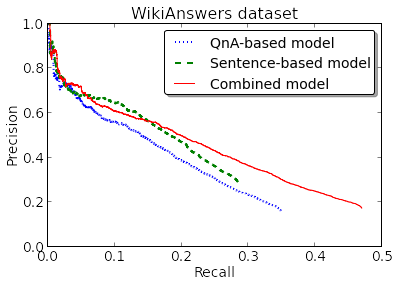 WikiAnswers dataset
1.0
0.8
0.6
0.4
0.2
0.0
Precision
QnA-based model
Sentence-based model
Combined model
0.0 0.1 0.2 0.3 0.4 0.5
Recall